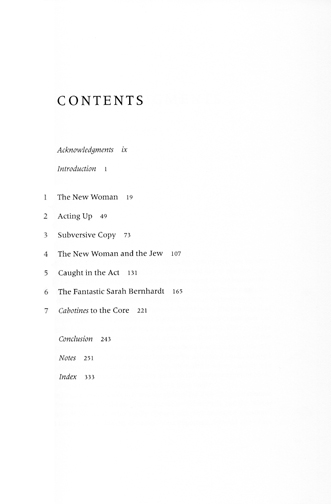 CONTENTS
Acknowledgments ix
Introduction 1
1 The New Woman 19
2 Acting Up 49
3 Subversive Copy 73
4 The New Woman and the Jew 107
5 Caught in the Act 131
6 The Fantastic Sarah Bernhardt 165
7 Cabotines to the Core 221
Conclusion 243
Notes 251
Index 333